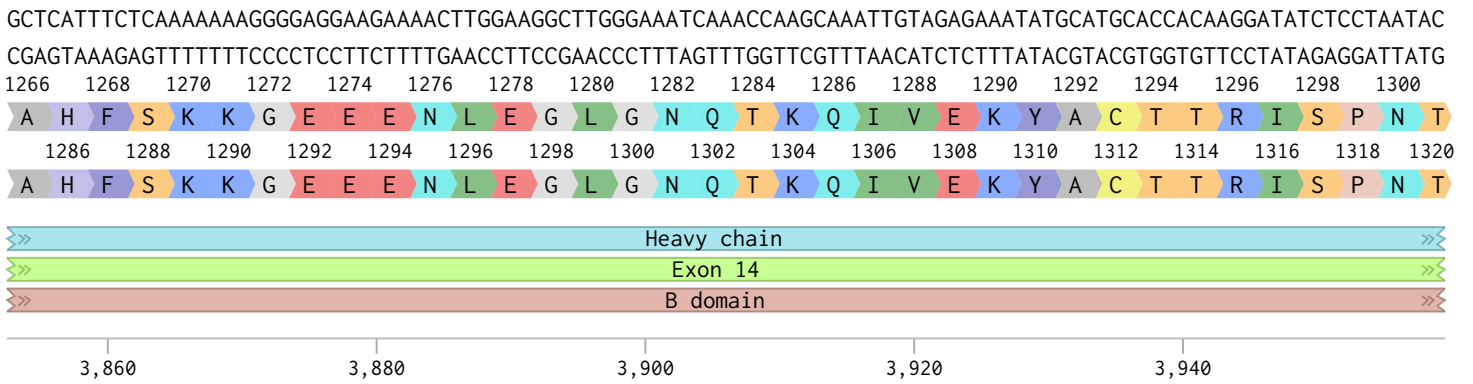 GCTCATTTCTCAAAAAAAGGGGAGGAAGAAAACTTGGAAGGCTTGGGAAATCAAACCAAGCAAATTGTAGAGAAATATGCATGCACCACAAGGATATCTCCTAATAC
CGAGTAAAGAGTTTTTTTCCCCTCCTTCTTTTGAACCTTCCGAACCCTTTAGTTTGGTTCGTTTAACATCTCTTTATACGTACGTGGTGTTCCTATAGAGGATTATG
1266 1268 1270 1272 1274 1276 1278 1280 1282 1284 1286 1288 1290 1292 1294 1296 1298 1300
A H F S K K G E E E N L E G L G N Q T K Q I V E K Y A C T T R I S P N T
1286 1288 1290 1292 1294 1296 1298 1300 1302 1304 1306 1308 1310 1312 1314 1316 1318 1320
A H F S K K G E E E N L E G L G N Q T K Q I V E K Y A C T T R I S P N T
Heavy chain
Exon 14
B domain
3,860 3,880 3,900 3,920 3,940